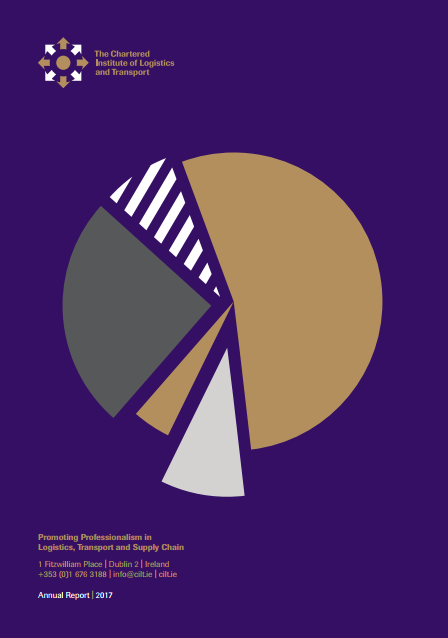 The Chartered
Institute of Logistics
and Transport
Promoting Professionalism in
Logistics, Transport and Supply Chain
1 Fitzwilliam Place | Dublin 2 | Ireland
+353 (0)1 676 3188 | info@cilt.ie | cilt.ie
Annual Report | 2017